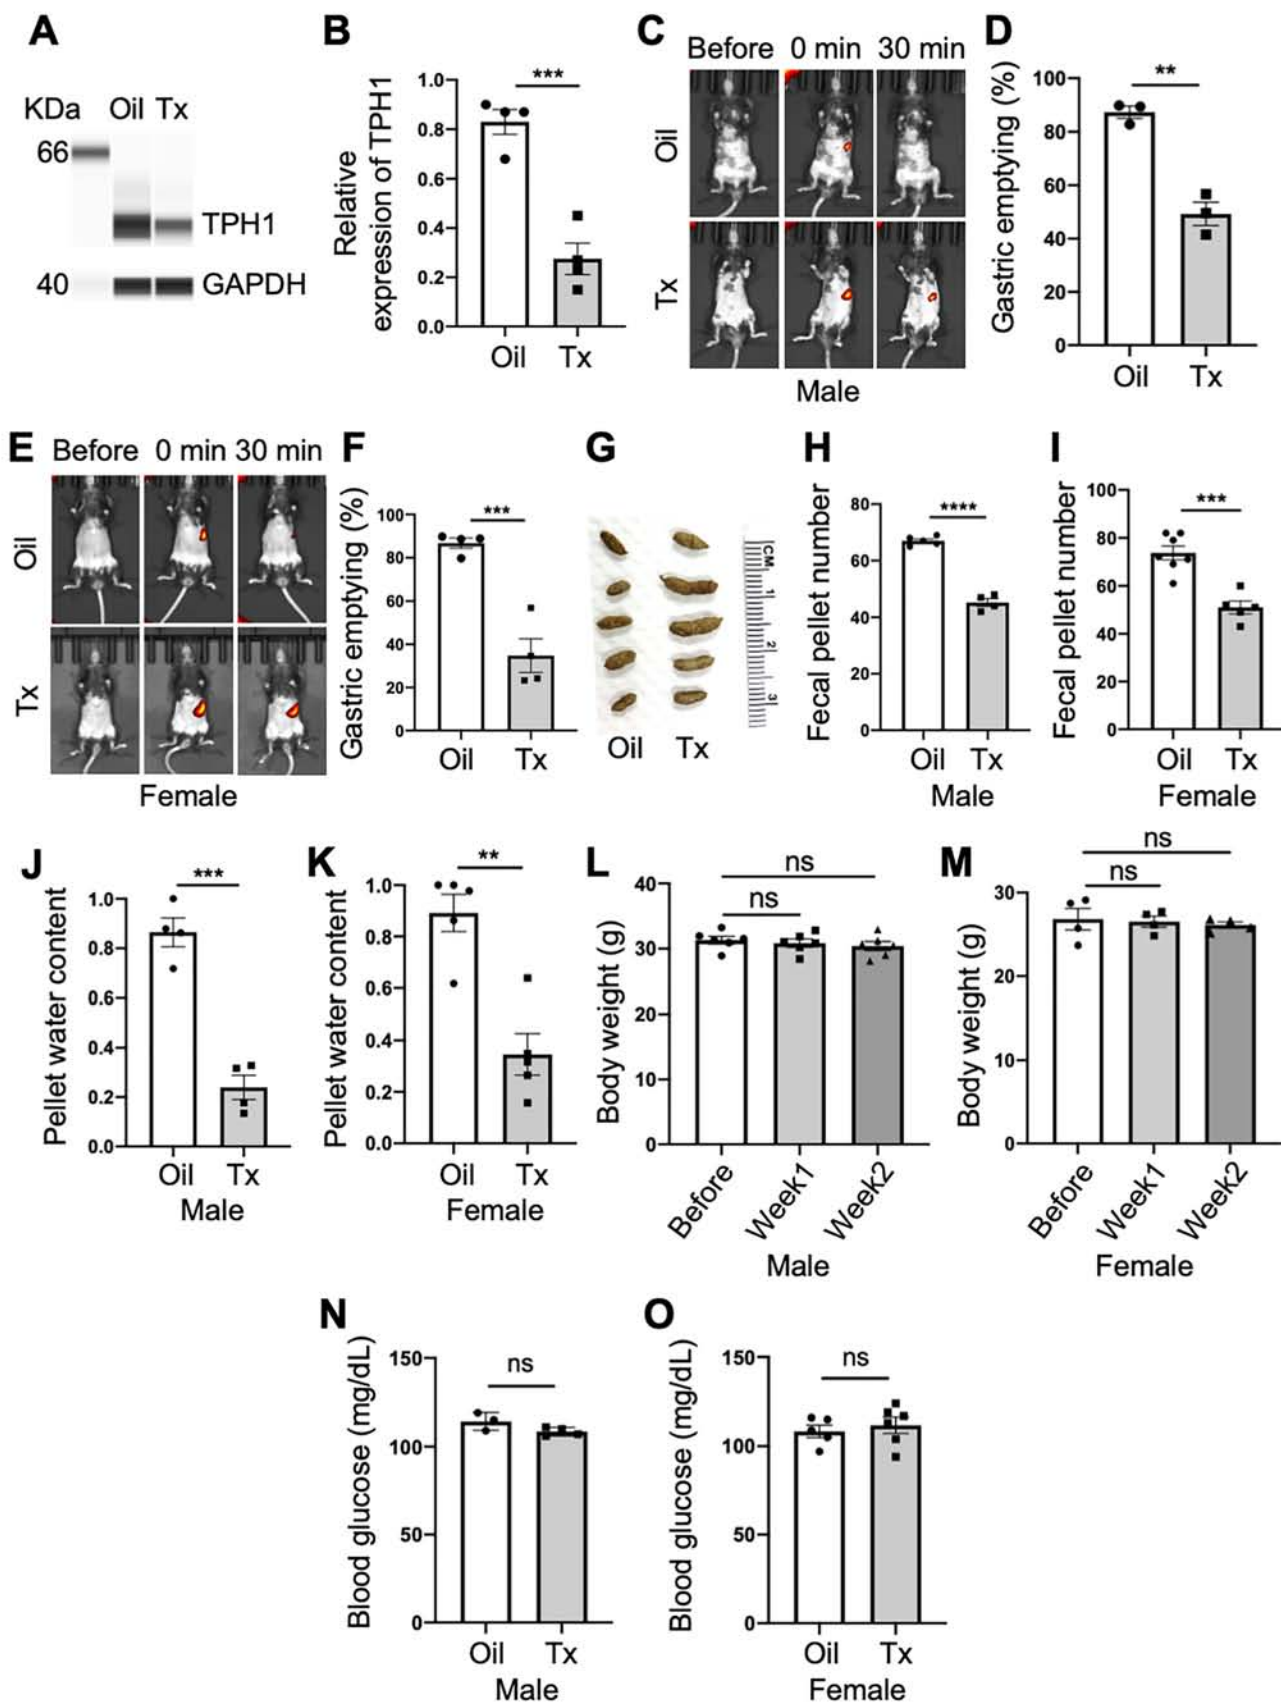 A
KDa Oil Tx
66
TPH1
40 GAPDH
B
Relative
expression of TPH1
1.0
0.8
0.6
0.4
0.2
0.0
***
Oil Tx
C
Before 0 min 30 min
Oil
Tx
Male
D
Gastric emptying (%)
100
80
60
40
20
0
**
Oil Tx
E
Before 0 min 30 min
Oil
Tx
Female
F
Gastric emptying (%)
100
80
60
40
20
0
***
Oil Tx
G
CM
1
2
3
Oil Tx
H
Fecal pellet number
80
60
40
20
0
****
Oil Tx
Male
I
Fecal pellet number
100
80
60
40
20
0
***
Oil Tx
Female
J
Pellet water content
1.0
0.8
0.6
0.4
0.2
0.0
***
Oil Tx
Male
K
Pellet water content
1.0
0.8
0.6
0.4
0.2
0.0
**
Oil Tx
Female
L
Body weight (g)
40
30
20
10
0
ns
ns
Before Week1 Week2
Male
M
Body weight (g)
30
20
10
0
ns
ns
Before Week1 Week2
Female
N
Blood glucose (mg/dL)
150
100
50
0
ns
Oil Tx
Male
O
Blood glucose (mg/dL)
150
100
50
0
ns
Oil Tx
Female